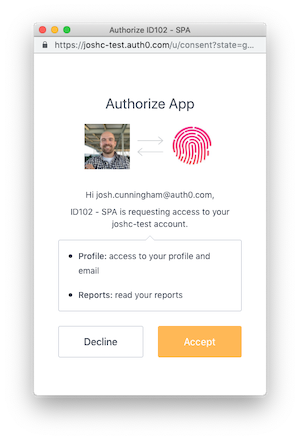 Authorize ID102 - SPA
https://joshc-test.auth0.com/u/consent?state=g...
Authorize App
Hi josh.cunningham@auth0.com,
ID102 - SPA is requesting access to your
joshc-test account.
• Profile: access to your profile and
email
• Reports: read your reports
Decline
Accept